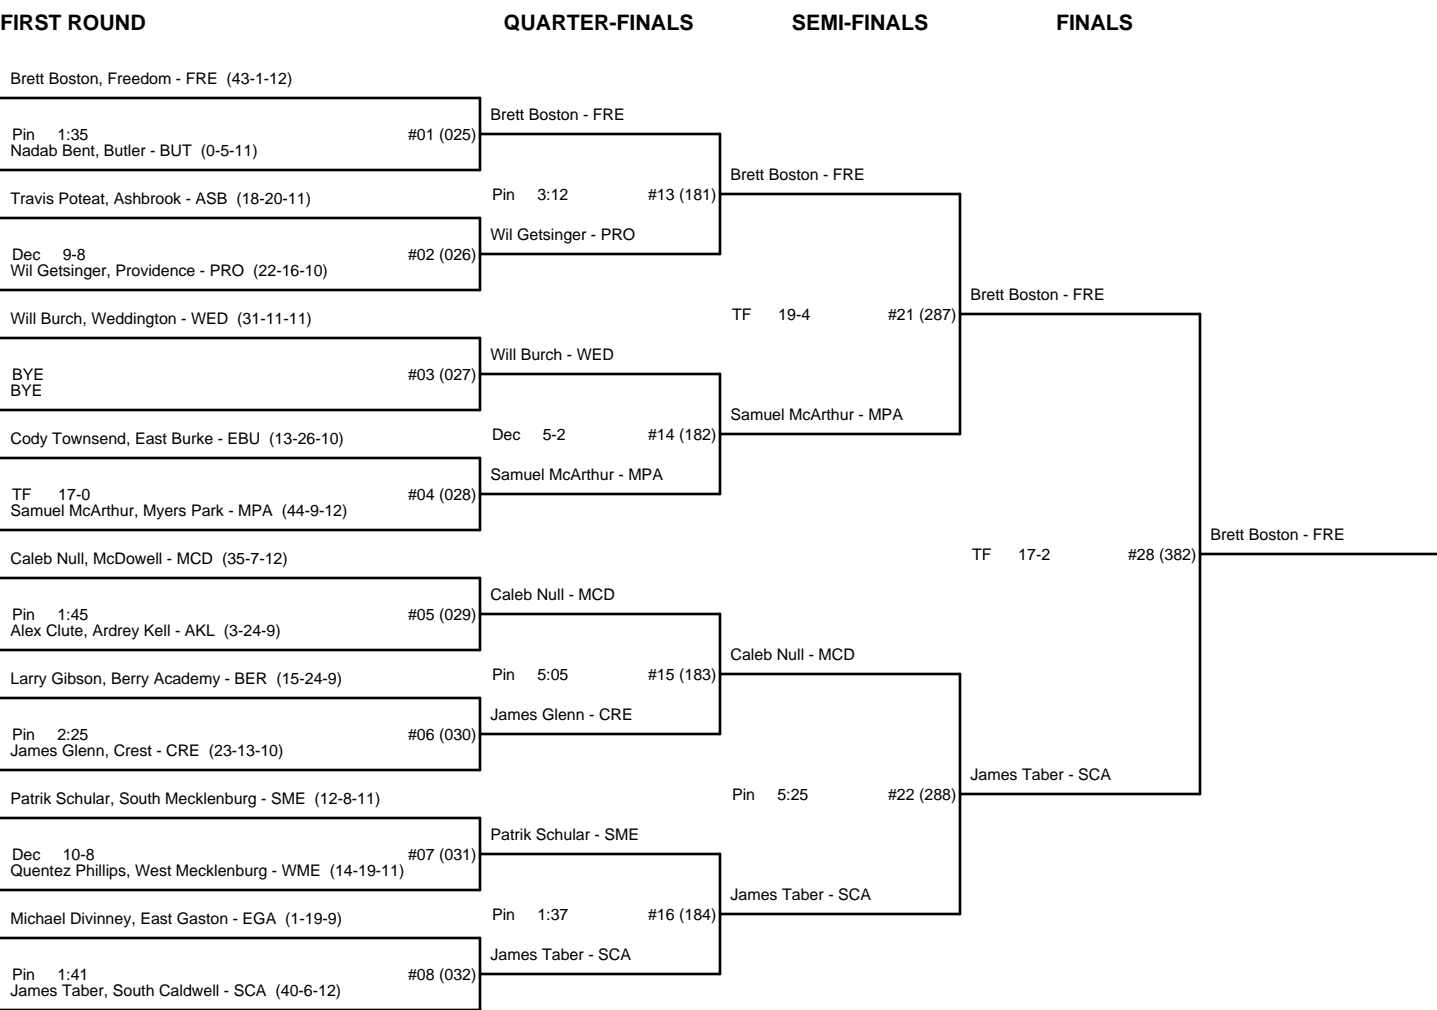 FIRST ROUND QUARTER-FINALS SEMI-FINALS FINALS
Brett Boston, Freedom - FRE (43-1-12)
Brett Boston - FRE
Pin 1:35 #01 (025)
Nadab Bent, Butler - BUT (0-5-11)
Brett Boston - FRE
Travis Poteat, Ashbrook - ASB (18-20-11) Pin 3:12 #13 (181)
Wil Getsinger - PRO
Dec 9-8 #02 (026)
Wil Getsinger, Providence - PRO (22-16-10)
Brett Boston - FRE
Will Burch, Weddington - WED (31-11-11) TF 19-4 #21 (287)
Will Burch - WED
BYE #03 (027)
BYE
Samuel McArthur - MPA
Cody Townsend, East Burke - EBU (13-26-10) Dec 5-2 #14 (182)
Samuel McArthur - MPA
TF 17-0 #04 (028)
Samuel McArthur, Myers Park - MPA (44-9-12)
Brett Boston - FRE
Caleb Null, McDowell - MCD (35-7-12) TF 17-2 #28 (382)
Caleb Null - MCD
Pin 1:45 #05 (029)
Alex Clute, Ardrey Kell - AKL (3-24-9)
Caleb Null - MCD
Larry Gibson, Berry Academy - BER (15-24-9) Pin 5:05 #15 (183)
James Glenn - CRE
Pin 2:25 #06 (030)
James Glenn, Crest - CRE (23-13-10)
James Taber - SCA
Patrik Schular, South Mecklenburg - SME (12-8-11) Pin 5:25 #22 (288)
Patrik Schular - SME
Dec 10-8 #07 (031)
Quentez Phillips, West Mecklenburg - WME (14-19-11)
James Taber - SCA
Michael Divinney, East Gaston - EGA (1-19-9) Pin 1:37 #16 (184)
James Taber - SCA
Pin 1:41 #08 (032)
James Taber, South Caldwell - SCA (40-6-12)